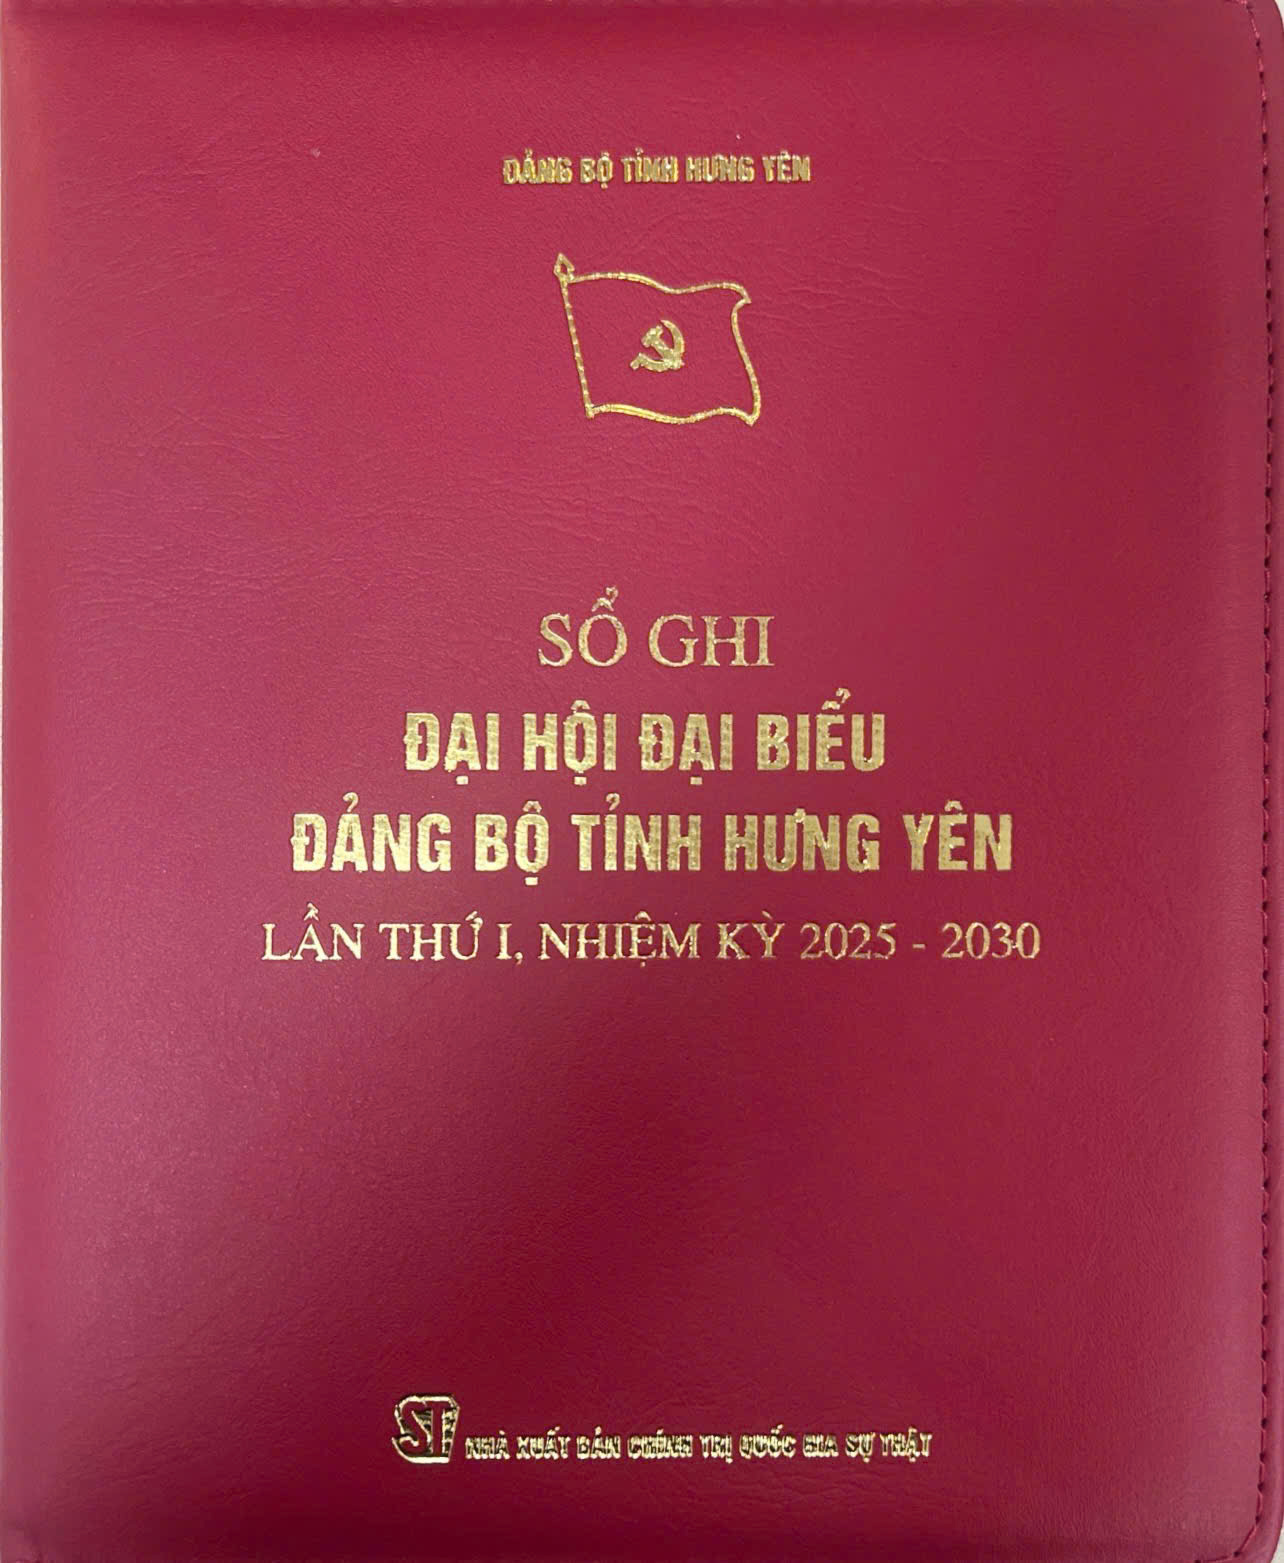 ĐẢNG BỘ TỈNH HƯNG YÊN
SỔ GHI
ĐẠI HỘI ĐẠI BIỂU
ĐẢNG BỘ TỈNH HƯNG YÊN
LẦN THỨ I, NHIỆM KỲ 2025 - 2030
ST NHÀ XUẤT BẢN CHÍNH TRỊ QUỐC GIA SỰ THẬT